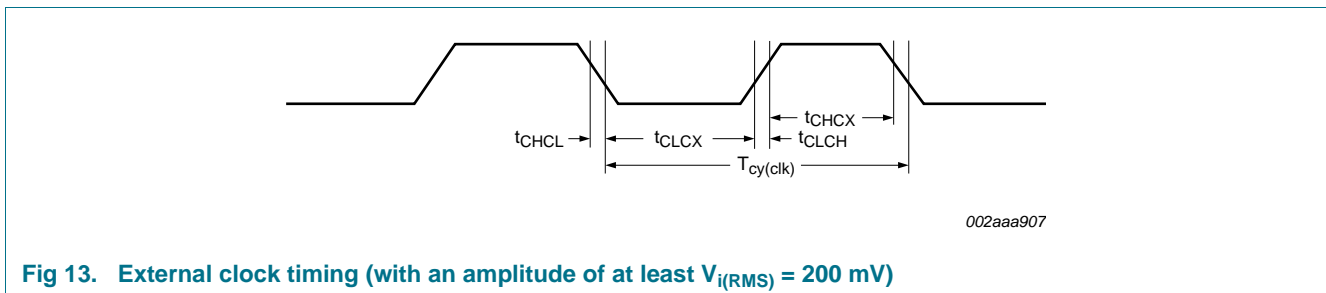 tCHCX
tCHCL tCLCX tCLCH
Tcy(clk)
002aaa907
Fig 13. External clock timing (with an amplitude of at least Vi(RMS) = 200 mV)